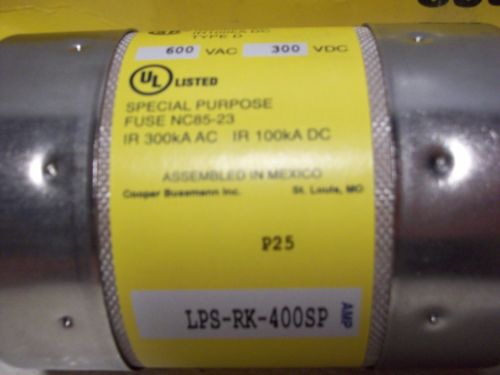 TYPE D
600 VAC 300 VDC
UL LISTED
SPECIAL PURPOSE
FUSE NC85-23
IR 300kA AC IR 100kA DC
ASSEMBLED IN MEXICO
Cooper Bussmann Inc. St. Louis, MO
P25
LPS-RK-400SP AMP